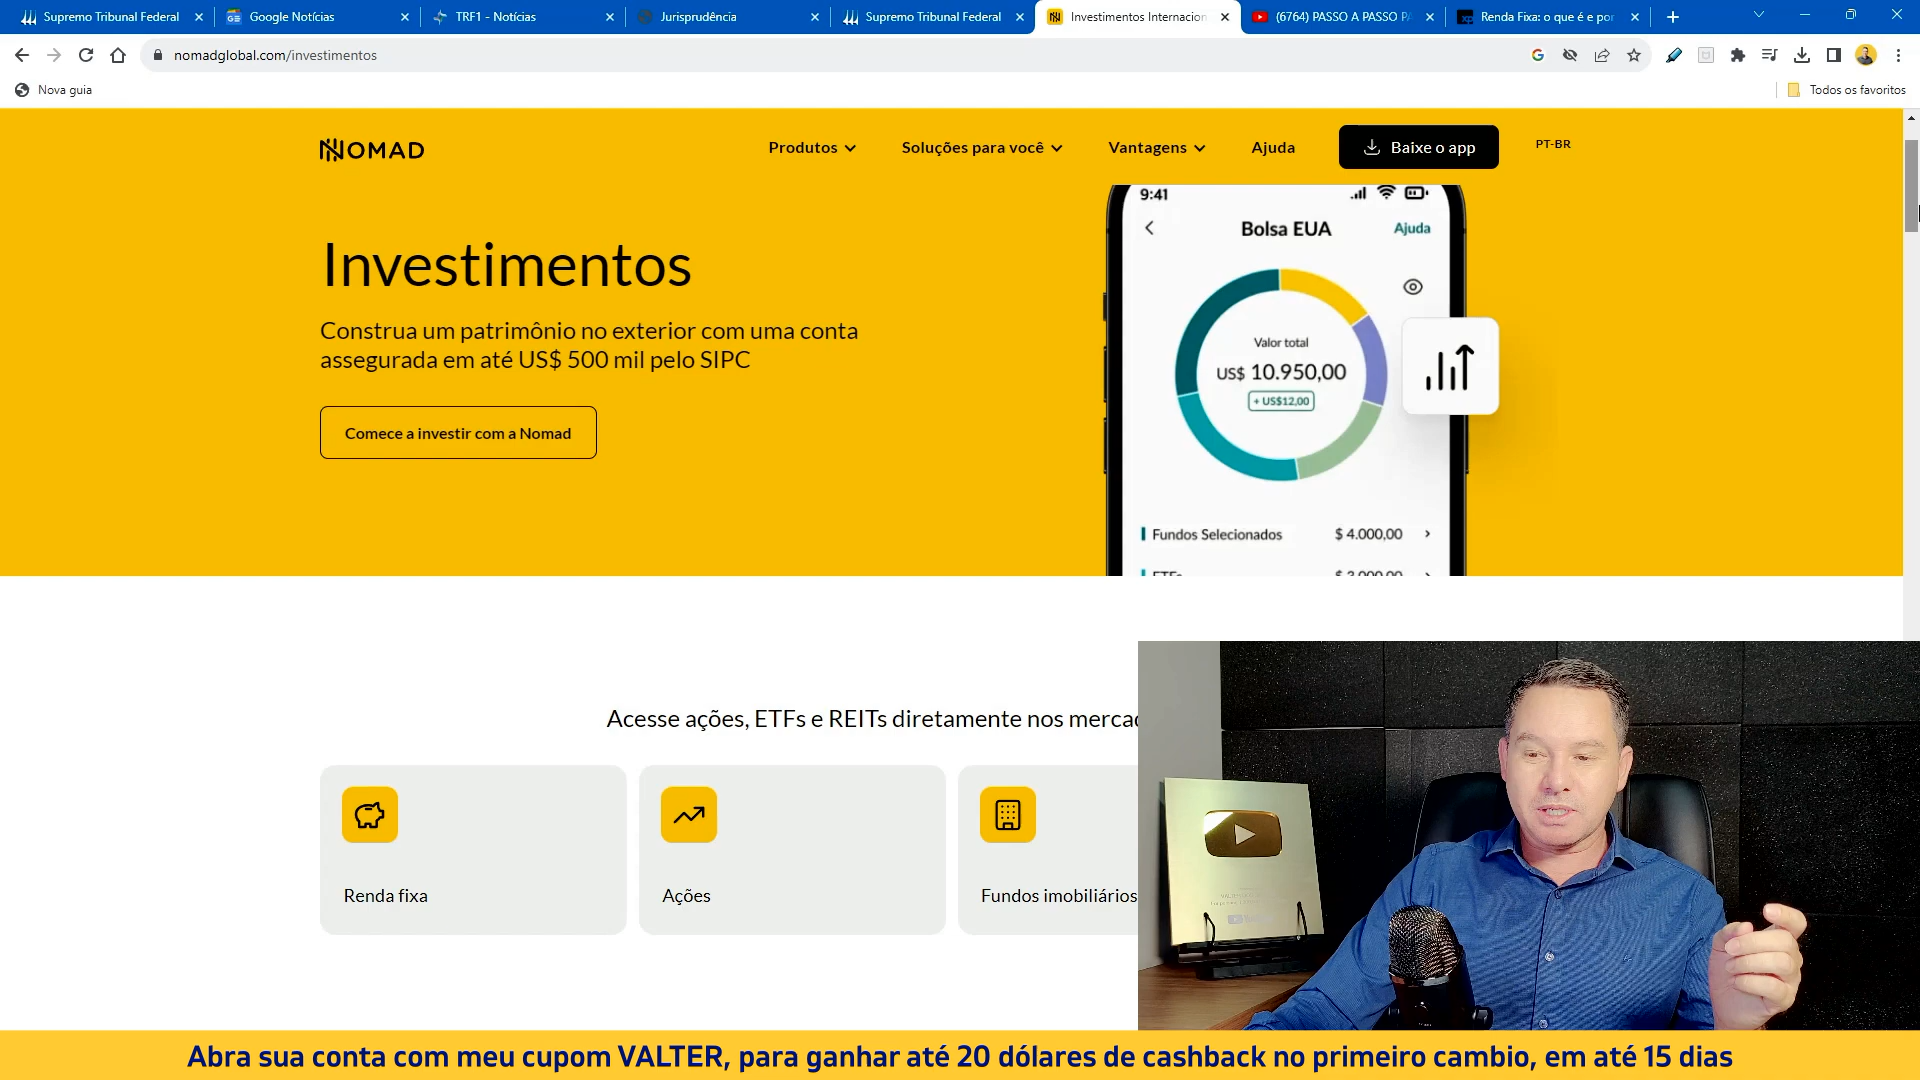 Supremo Tribunal Federal
Google Notícias
TRF1 - Notícias
Jurisprudência
Supremo Tribunal Federal
Investimentos Internacion
(6764) PASSO A PASSO P
Renda Fixa: o que é e por
nomadglobal.com/investimentos
Nova guia
Todos os favoritos
NOMAD
Produtos
Soluções para você
Vantagens
Ajuda
Baixe o app
PT-BR
9:41
Bolsa EUA
Ajuda
Investimentos
Construa um patrimônio no exterior com uma conta
assegurada em até US$ 500 mil pelo SIPC
Comece a investir com a Nomad
Valor total
US$ 10.950,00
+ US$12,00
Fundos Selecionados
$ 4.000,00
Acesse ações, ETFs e REITs diretamente nos merca
Renda fixa
Ações
Fundos imobiliários
Abra sua conta com meu cupom VALTER, para ganhar até 20 dólares de cashback no primeiro cambio, em até 15 dias